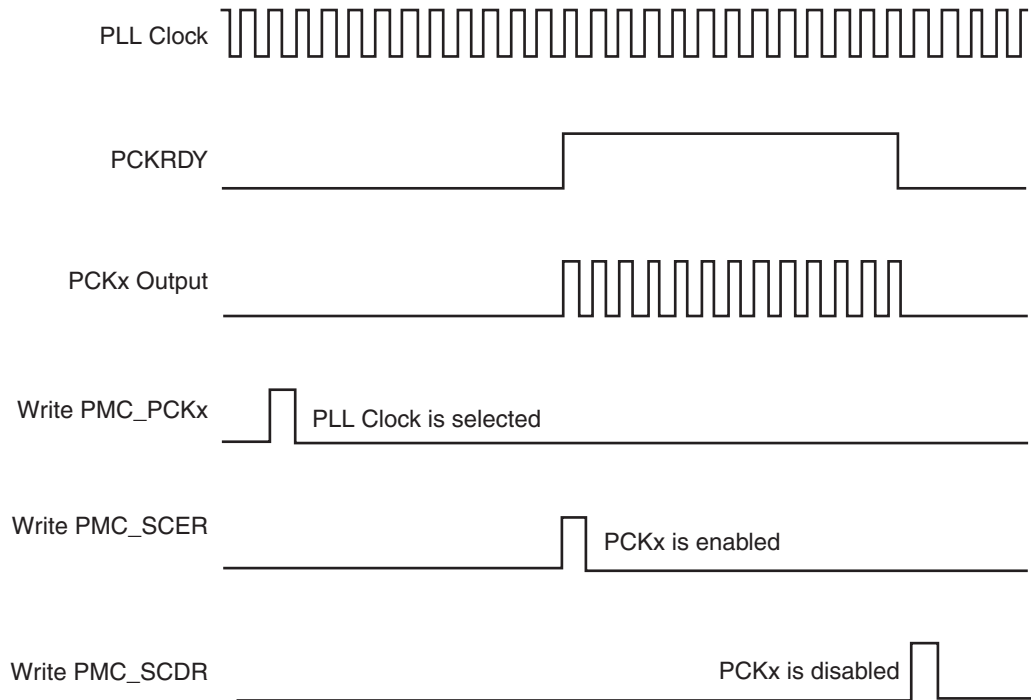 PLL Clock
PCKRDY
PCKx Output
Write PMC_PCKx
PLL Clock is selected
Write PMC_SCER
PCKx is enabled
Write PMC_SCDR
PCKx is disabled